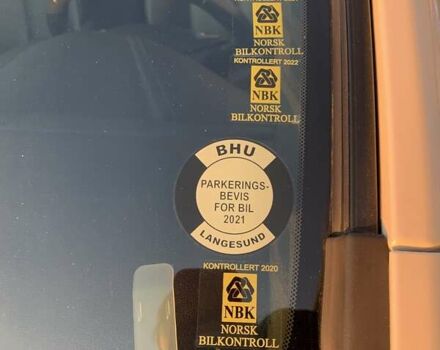 NBK
NORSK
BILKONTROLL
KONTROLLERT 2022
NBK
NORSK
BILKONTROLL
BHU
PARKERINGS-
BEVIS
FOR BIL
2021
LANGESUND
KONTROLLERT 2020
NBK
NORSK
BILKONTROLL